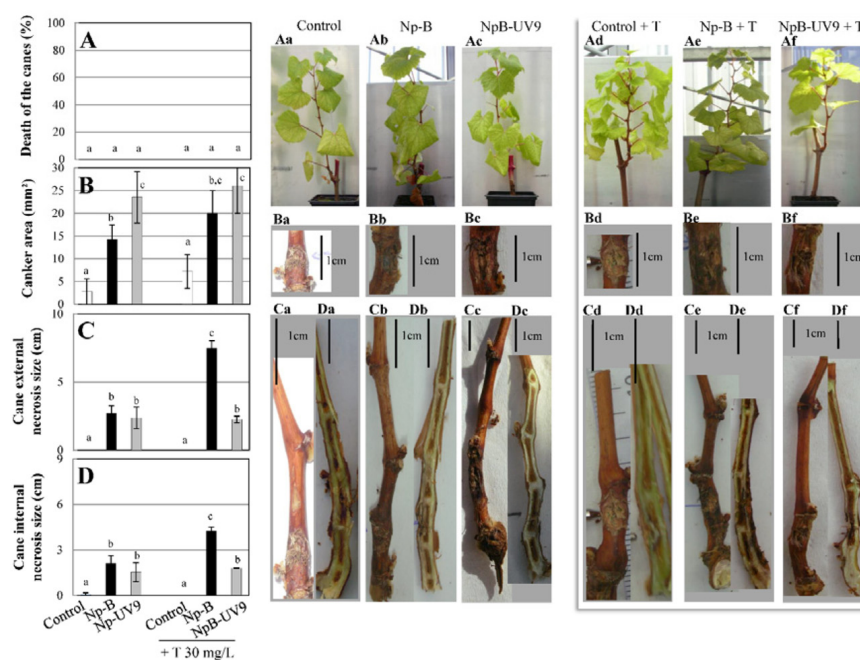 Control Np-B NpB-UV9 Control + T Np-B + T NpB-UV9 + T
Aa Ab Ac Ad Ae Af
A
Death of the canes (%)
100
80
60
40
20
0
a a a a a a
B
Canker area (mm²)
30
25
20
15
10
5
0
a b c a b,c c
Ba Bb Bc Bd Be Bf
1cm 1cm 1cm 1cm 1cm 1cm
C
Cane external
necrosis size (cm)
10
5
0
a b b a c b
Ca Da Cb Db Cc Dc Cd Dd Ce De Cf Df
1cm 1cm 1cm 1cm 1cm 1cm 1cm
D
Cane internal
necrosis size (cm)
9
6
3
0
a b b a c b
Control Np-B Np-UV9 Control Np-B NpB-UV9
+ T 30 mg/L